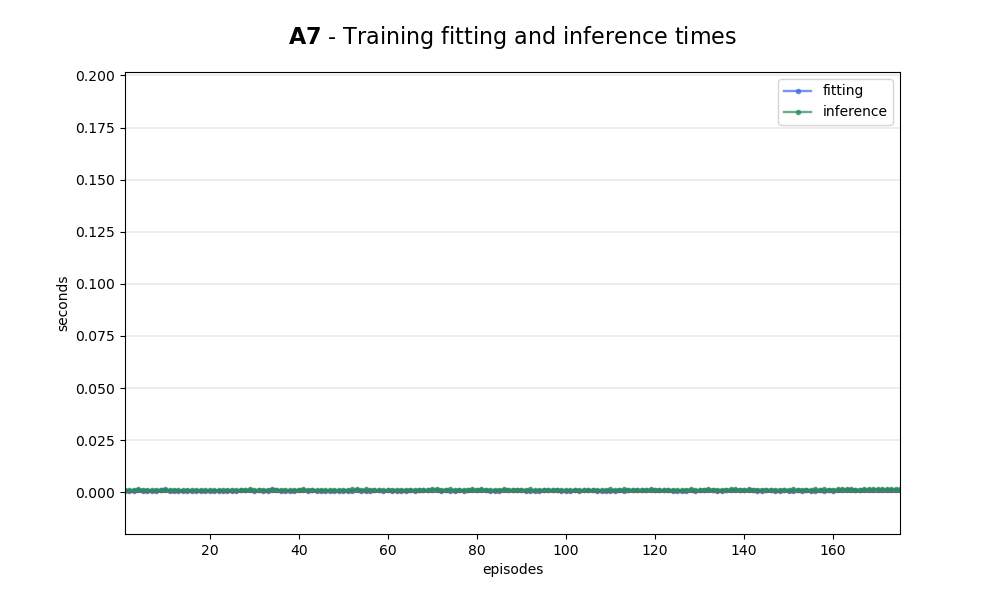 A7 - Training fitting and inference times
0.200
0.175
0.150
0.125
0.100
0.075
0.050
0.025
0.000
seconds
fitting
inference
20 40 60 80 100 120 140 160
episodes